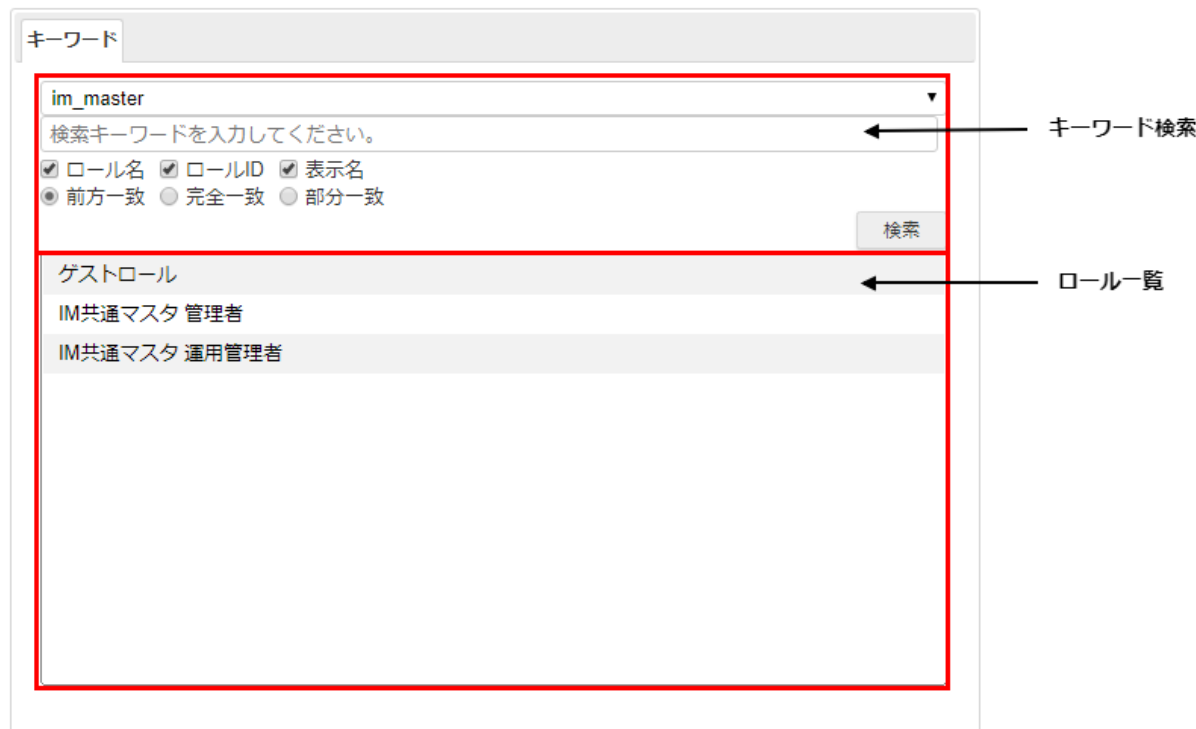 キーワード
im_master
検索キーワードを入力してください。
キーワード検索
ロール名 ロールID 表示名
前方一致 完全一致 部分一致
検索
ゲストロール
ロール一覧
IM共通マスタ 管理者
IM共通マスタ 運用管理者